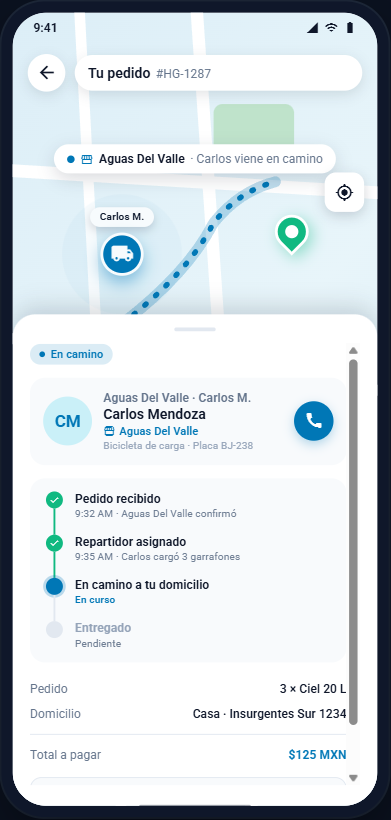 9:41
Tu pedido #HG-1287
Aguas Del Valle · Carlos viene en camino
Carlos M.
En camino
CM
Aguas Del Valle · Carlos M.
Carlos Mendoza
Aguas Del Valle
Bicicleta de carga · Placa BJ-238
Pedido recibido
9:32 AM · Aguas Del Valle confirmó
Repartidor asignado
9:35 AM · Carlos cargó 3 garrafones
En camino a tu domicilio
En curso
Entregado
Pendiente
Pedido 3 × Ciel 20 L
Domicilio Casa · Insurgentes Sur 1234
Total a pagar $125 MXN